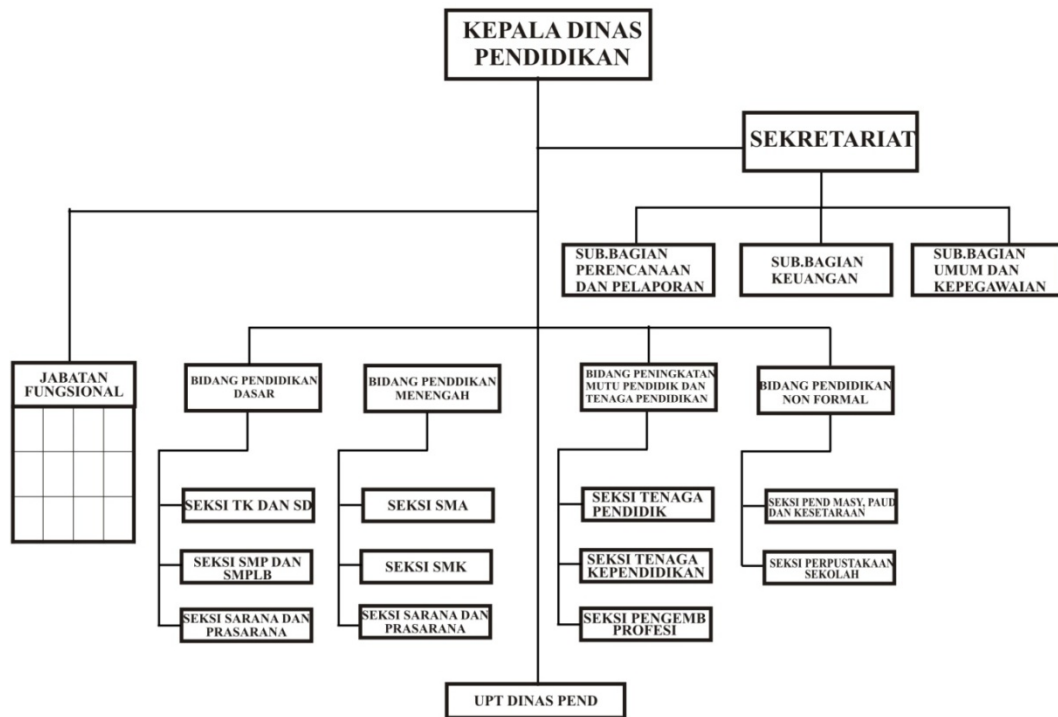 KEPALA DINAS
PENDIDIKAN
SEKRETARIAT
SUB.BAGIAN
PERENCANAAN
DAN PELAPORAN
SUB.BAGIAN
KEUANGAN
SUB.BAGIAN
UMUM DAN
KEPEGAWAIAN
JABATAN
FUNGSIONAL
BIDANG PENDIDIKAN
DASAR
BIDANG PENDDIKAN
MENENGAH
BIDANG PENINGKATAN
MUTU PENDIDIK DAN
TENAGA PENDIDIKAN
BIDANG PENDIDIKAN
NON FORMAL
SEKSI TK DAN SD
SEKSI SMP DAN
SMPLB
SEKSI SARANA DAN
PRASARANA
SEKSI SMA
SEKSI SMK
SEKSI SARANA DAN
PRASARANA
SEKSI TENAGA
PENDIDIK
SEKSI TENAGA
KEPENDIDIKAN
SEKSI PENGEMB
PROFESI
SEKSI PEND MASY, PAUD
DAN KESETARAAN
SEKSI PERPUSTAKAAN
SEKOLAH
UPT DINAS PEND